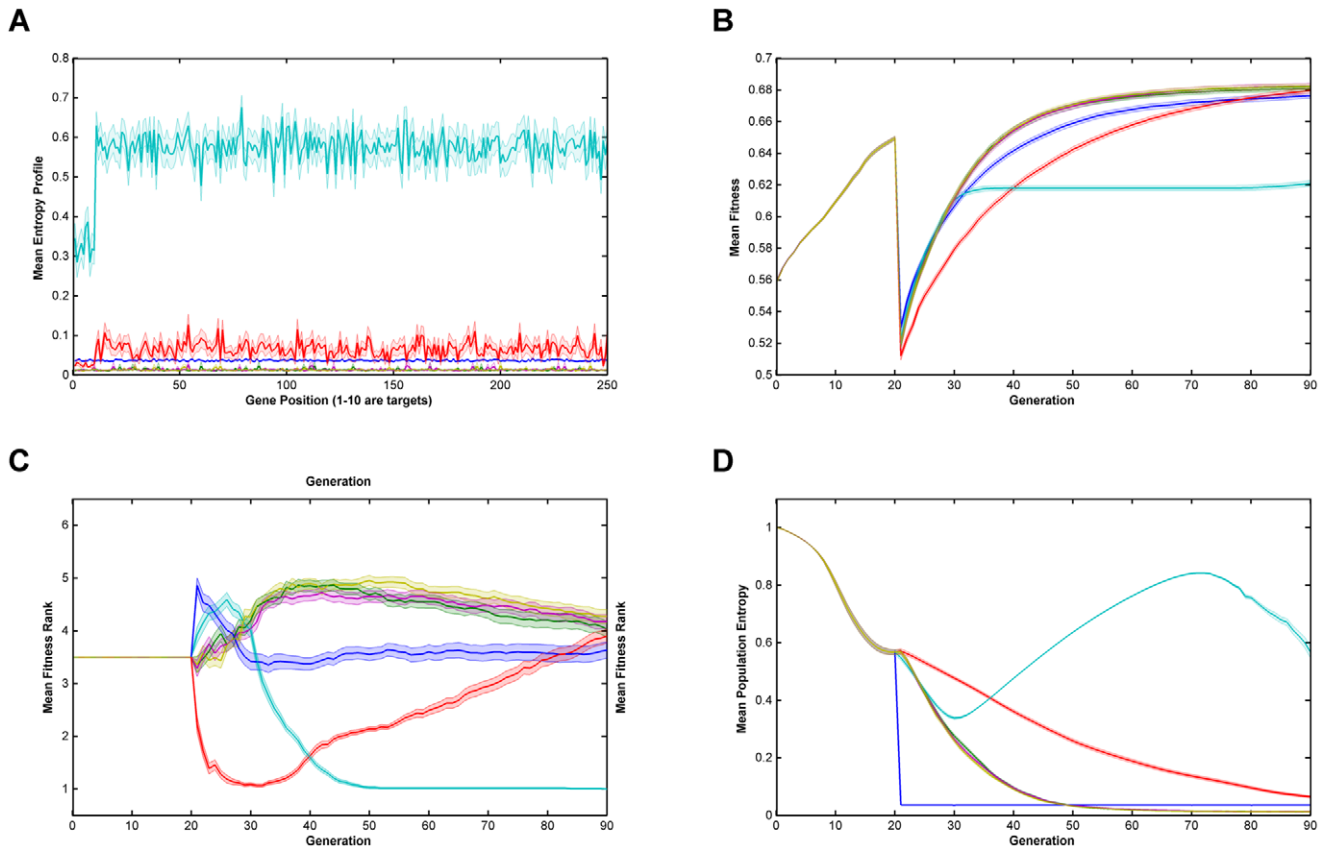 A
Mean Entropy Profile
0.8
0.7
0.6
0.5
0.4
0.3
0.2
0.1
0
0 50 100 150 200 250
Gene Position (1-10 are targets)
B
Mean Fitness
0.7
0.68
0.66
0.64
0.62
0.6
0.58
0.56
0.54
0.52
0.5
0 10 20 30 40 50 60 70 80 90
Generation
C
Generation
Mean Fitness Rank
6
5
4
3
2
1
0 10 20 30 40 50 60 70 80 90
Generation
Mean Fitness Rank
D
Mean Population Entropy
1
0.8
0.6
0.4
0.2
0
0 10 20 30 40 50 60 70 80 90
Generation